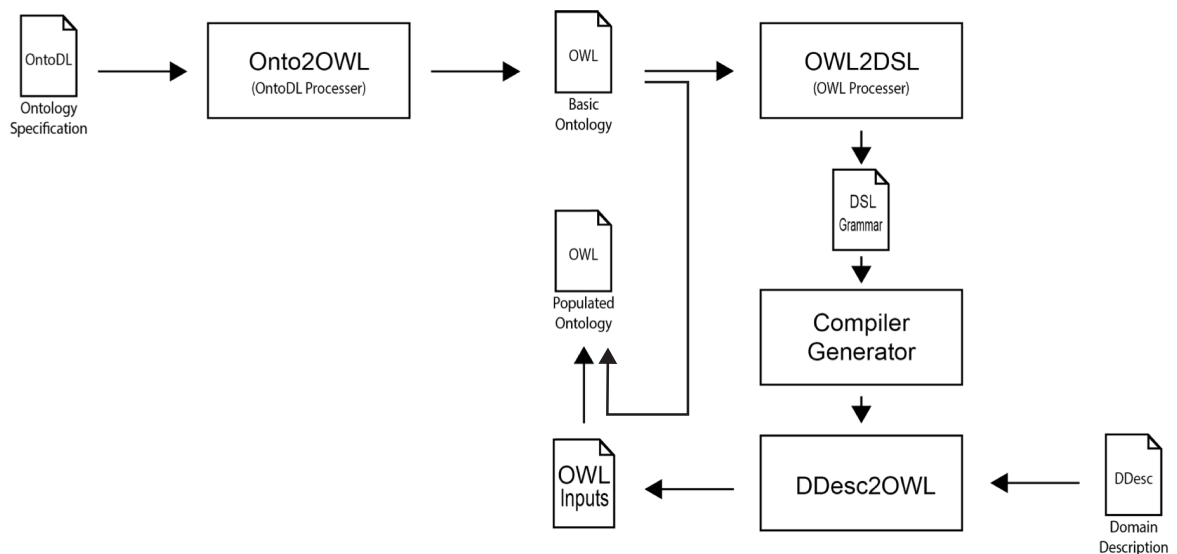 OntoDL
Ontology
Specification
Onto2OWL
(OntoDL Processer)
OWL
Basic
Ontology
OWL2DSL
(OWL Processer)
DSL
Grammar
OWL
Populated
Ontology
Compiler
Generator
OWL
Inputs
DDesc2OWL
DDesc
Domain
Description